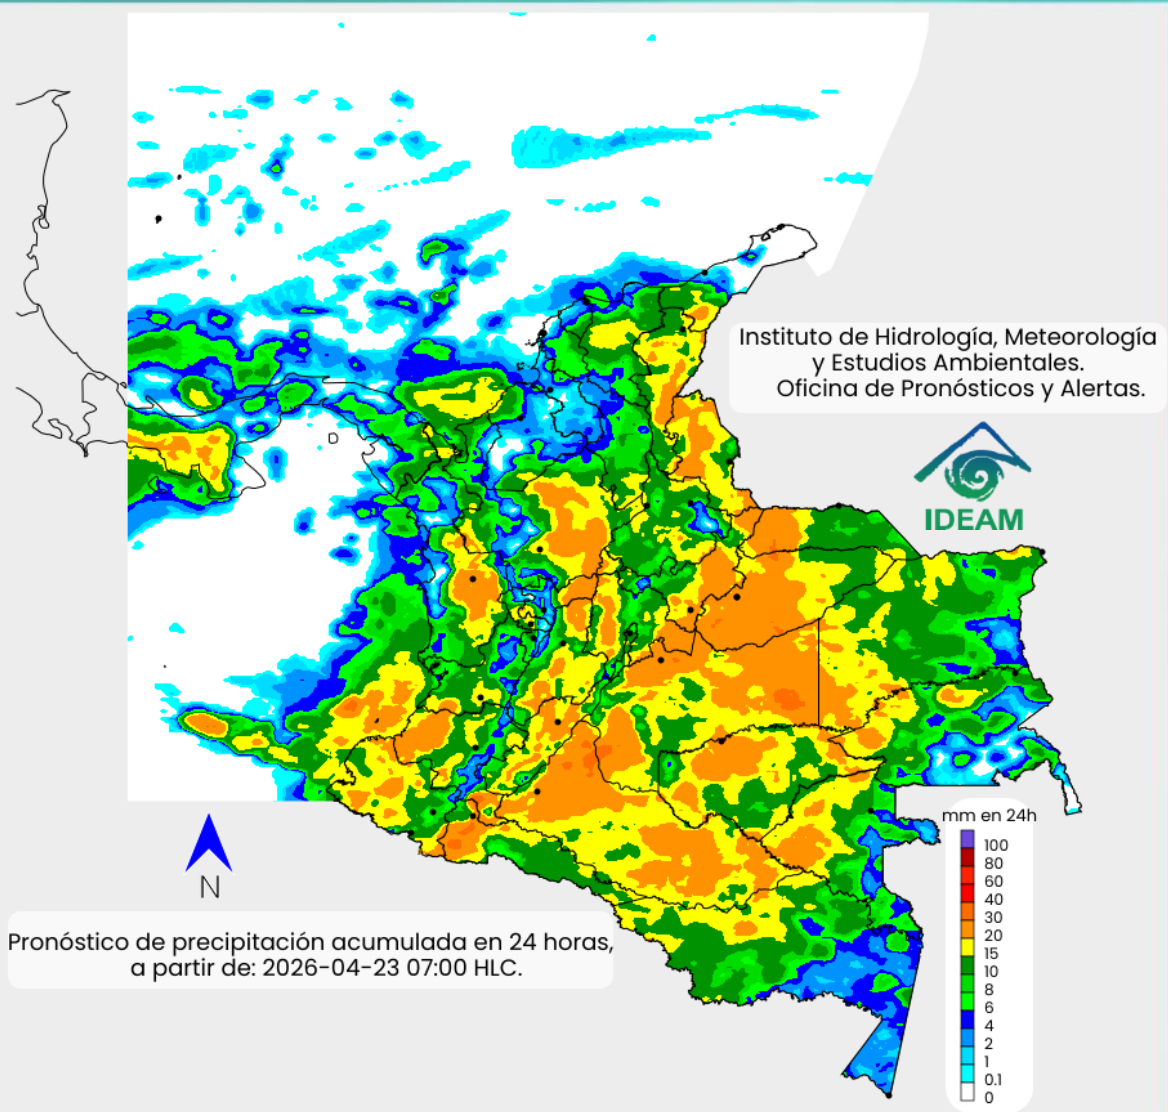 Instituto de Hidrología, Meteorología
y Estudios Ambientales.
Oficina de Pronósticos y Alertas.
IDEAM
mm en 24h
100
80
60
40
30
20
15
10
8
6
4
2
1
0.1
0
N
Pronóstico de precipitación acumulada en 24 horas,
a partir de: 2026-04-23 07:00 HLC.